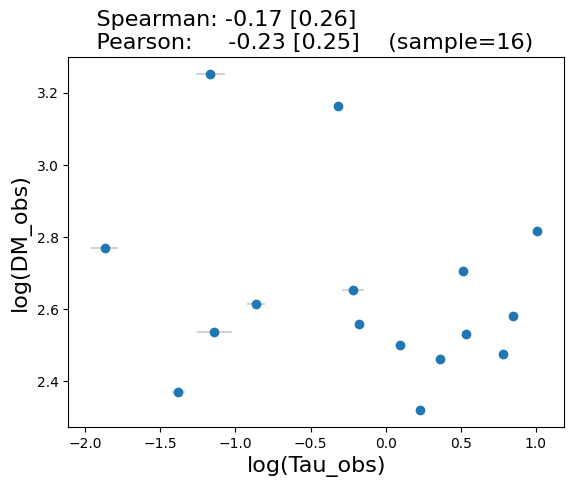 Spearman: -0.17 [0.26]
Pearson: -0.23 [0.25] (sample=16)
log(DM_obs)
3.2
3.0
2.8
2.6
2.4
−2.0 −1.5 −1.0 −0.5 0.0 0.5 1.0
log(Tau_obs)